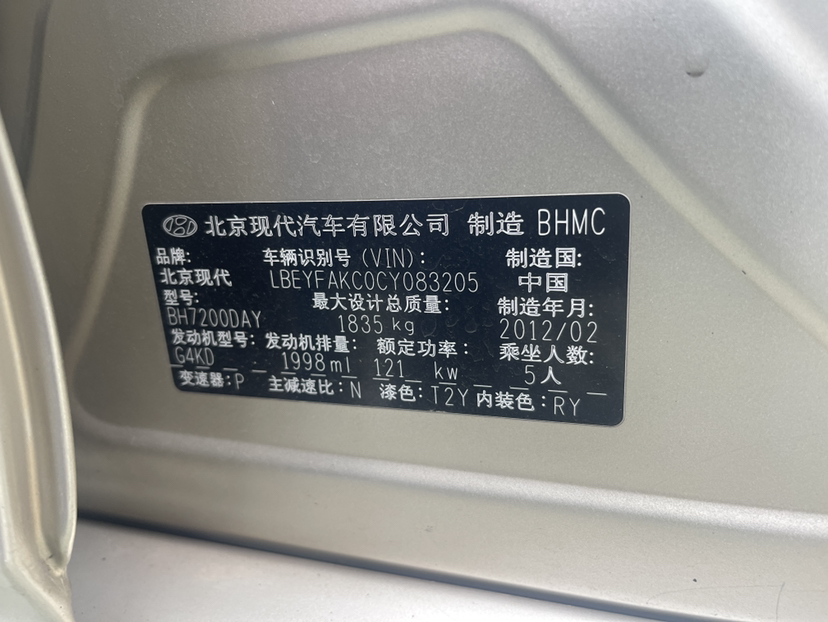 北京现代汽车有限公司 制造 BHMC
品牌: 车辆识别号(VIN): 制造国:
北京现代 LBEYFAKC0CY083205 中国
型号: 最大设计总质量: 制造年月:
BH7200DAY 1835 kg 2012/02
发动机型号: 发动机排量: 额定功率: 乘坐人数:
G4KD 1998 ml 121 kw 5人
变速器:P 主减速比:N 漆色:T2Y 内装色:RY